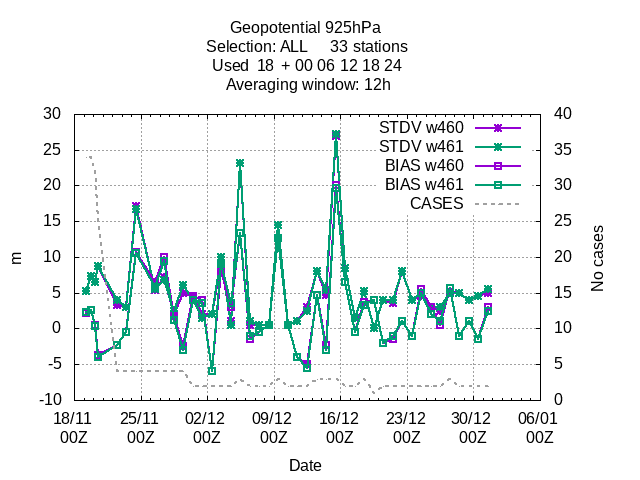 Geopotential 925hPa
Selection: ALL 33 stations
Used 18 + 00 06 12 18 24
Averaging window: 12h
30 40
25 35
20 30
15 25
10 20
5 15
0 10
-5 5
-10 0
m
No cases
STDV w460
STDV w461
BIAS w460
BIAS w461
CASES
18/11 25/11 02/12 09/12 16/12 23/12 30/12 06/01
00Z 00Z 00Z 00Z 00Z 00Z 00Z 00Z
Date